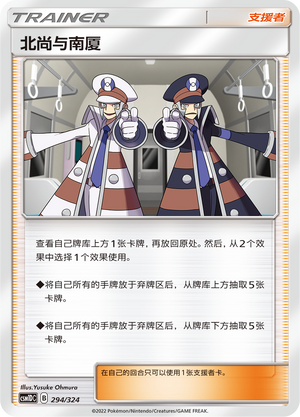 TRAINER 支援者
北尚与南厦
查看自己牌库上方1张卡牌,再放回原处。然后,从2个效
果中选择1个效果使用。
◆将自己所有的手牌放于弃牌区后,从牌库上方抽取5张
卡牌。
◆将自己所有的手牌放于弃牌区后,从牌库下方抽取5张
卡牌。
Illus.Yusuke Ohmura
CSM1DC B 294/324
在自己的回合只可以使用1张支援者卡。
©2022 Pokémon/Nintendo/Creatures/GAME FREAK.